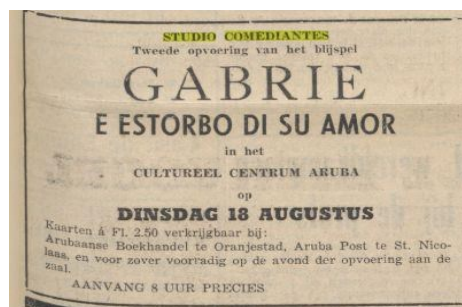 STUDIO COMEDIANTES
Tweede opvoering van het blijspel
GABRIE
E ESTORBO DI SU AMOR
in het
CULTUREEL CENTRUM ARUBA
op
DINSDAG 18 AUGUSTUS
Kaarten á Fl. 2.50 verkrijgbaar bij:
Arubaanse Boekhandel te Oranjestad, Aruba Post te St. Nico-
laas, en voor zover voorradig op de avond der opvoering aan de
zaal.
AANVANG 8 UUR PRECIES